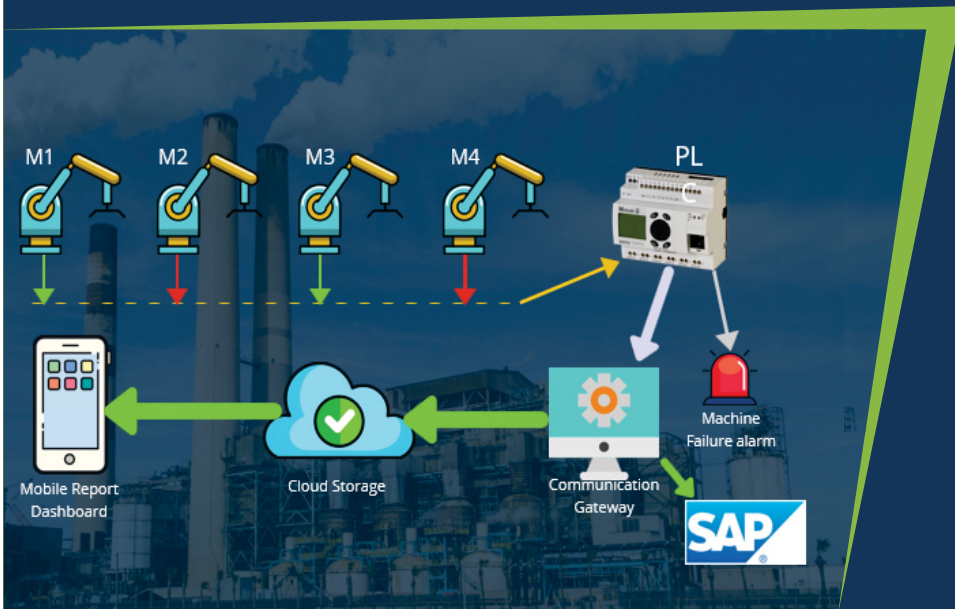 M1
M2
M3
M4
PL
C
Machine
Failure alarm
Mobile Report
Dashboard
Cloud Storage
Communication
Gateway
SAP
®